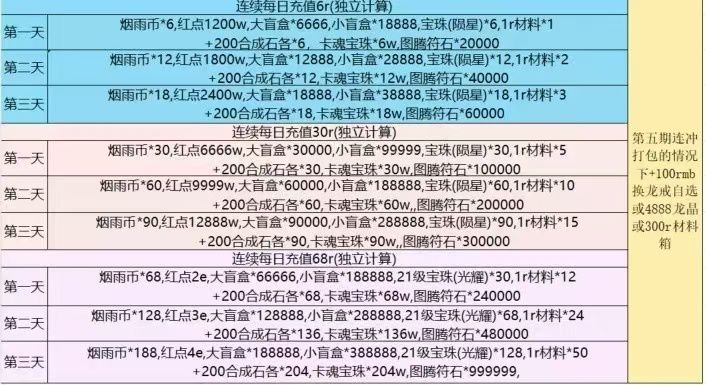 连续每日充值6r(独立计算)
第一天
烟雨币*6,红点1200w,大盲盒*6666,小盲盒*18888,宝珠(陨星)*6,1r材料*1
+200合成石各*6，卡魂宝珠*6w,图腾符石*20000
第二天
烟雨币*12,红点1800w,大盲盒*12888,小盲盒*28888,宝珠(陨星)*12,1r材料*2
+200合成石各*12,卡魂宝珠*12w,图腾符石*40000
第三天
烟雨币*18,红点2400w,大盲盒*18888,小盲盒*38888,宝珠(陨星)*18,1r材料*3
+200合成石各*18,卡魂宝珠*18w,图腾符石*60000
连续每日充值30r(独立计算)
第一天
烟雨币*30,红点6666w,大盲盒*30000,小盲盒*99999,宝珠(陨星)*30,1r材料*5
+200合成石各*30,卡魂宝珠*30w,图腾符石*100000
第二天
烟雨币*60,红点9999w,大盲盒*60000,小盲盒*188888,宝珠(陨星)*60,1r材料*10
+200合成石各*60,卡魂宝珠*60w,,图腾符石*200000
第三天
烟雨币*90,红点12888w,大盲盒*90000,小盲盒*288888,宝珠(陨星)*90,1r材料*15
+200合成石各*90,卡魂宝珠*90w,,图腾符石*300000
连续每日充值68r(独立计算)
第一天
烟雨币*68,红点2e,大盲盒*66666,小盲盒*188888,21级宝珠(光耀)*30,1r材料*12
+200合成石各*68,卡魂宝珠*68w,图腾符石*240000
第二天
烟雨币*128,红点3e,大盲盒*128888,小盲盒*288888,21级宝珠(光耀)*68,1r材料*24
+200合成石各*136,卡魂宝珠*136w,图腾符石*480000
第三天
烟雨币*188,红点4e,大盲盒*188888,小盲盒*388888,21级宝珠(光耀)*128,1r材料*50
+200合成石各*204,卡魂宝珠*204w,图腾符石*999999,
第五期连冲
打包的情况
下+100rmb
换龙戒自选
或4888龙晶
或300r材料
箱